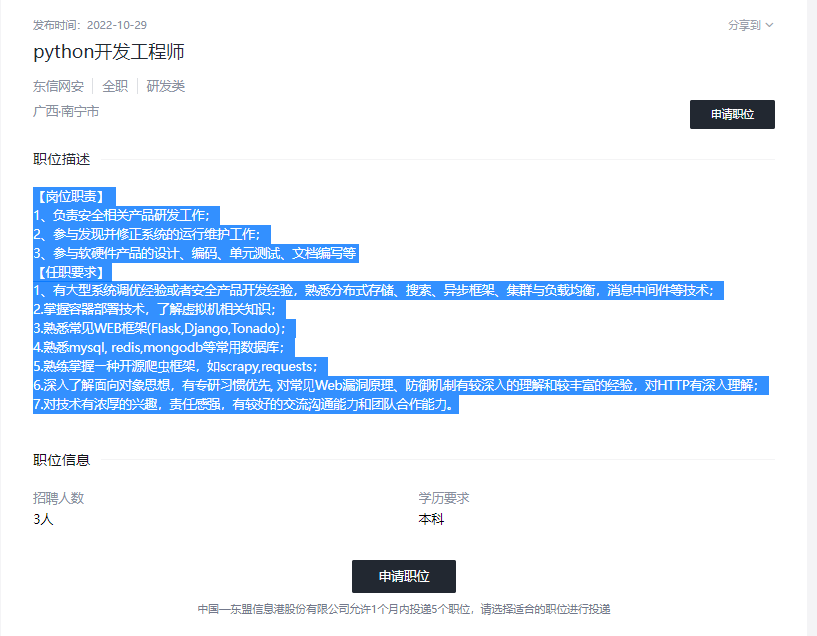 发布时间：2022-10-29
分享到
python开发工程师
东信网安 全职 研发类
广西·南宁市
申请职位
职位描述
【岗位职责】
1、负责安全相关产品研发工作；
2、参与发现并修正系统的运行维护工作；
3、参与软硬件产品的设计、编码、单元测试、文档编写等
【任职要求】
1、有大型系统调优经验或者安全产品开发经验，熟悉分布式存储、搜索、异步框架、集群与负载均衡，消息中间件等技术；
2.掌握容器部署技术，了解虚拟机相关知识；
3.熟悉常见WEB框架(Flask,Django,Tonado)；
4.熟悉mysql, redis,mongodb等常用数据库；
5.熟练掌握一种开源爬虫框架，如scrapy,requests；
6.深入了解面向对象思想，有专研习惯优先, 对常见Web漏洞原理、防御机制有较深入的理解和较丰富的经验，对HTTP有深入理解；
7.对技术有浓厚的兴趣，责任感强，有较好的交流沟通能力和团队合作能力。
职位信息
招聘人数 学历要求
3人 本科
申请职位
中国—东盟信息港股份有限公司允许1个月内投递5个职位，请选择适合的职位进行投递